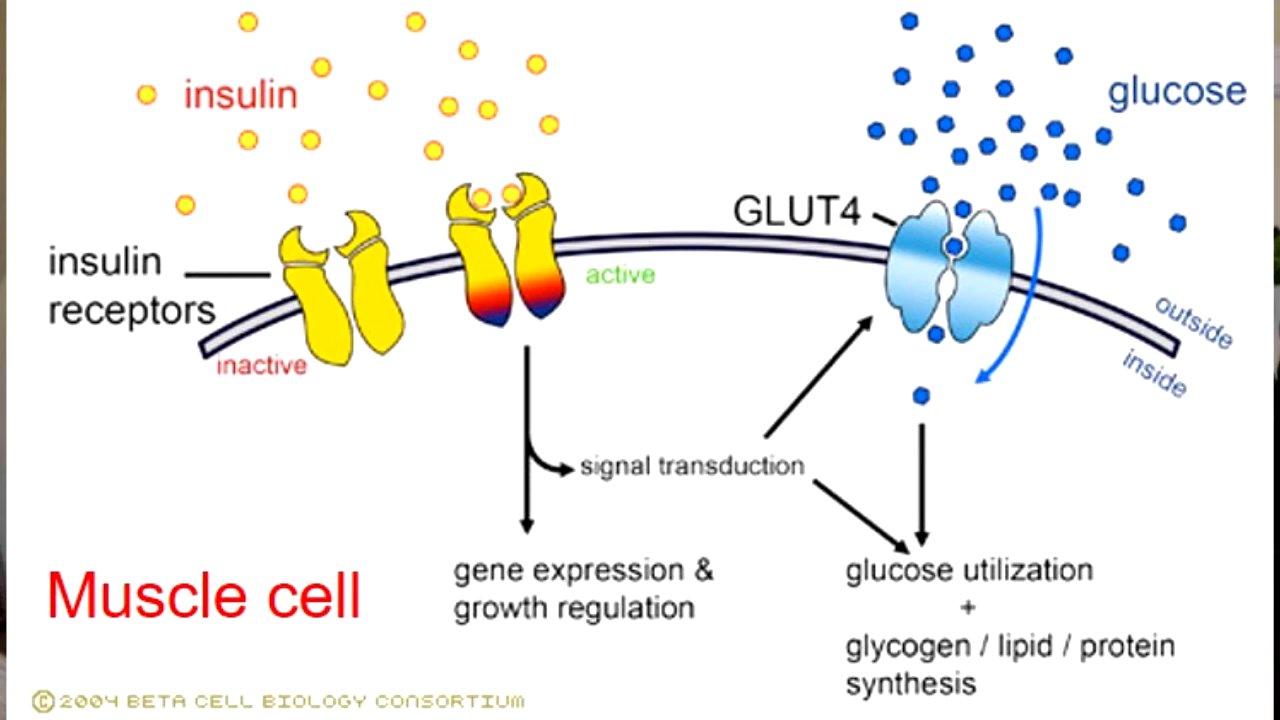 insulin
glucose
GLUT4
insulin
receptors
active
inactive
outside
inside
signal transduction
gene expression &
growth regulation
glucose utilization
+
glycogen / lipid / protein
synthesis
Muscle cell
©2004 BETA CELL BIOLOGY CONSORTIUM